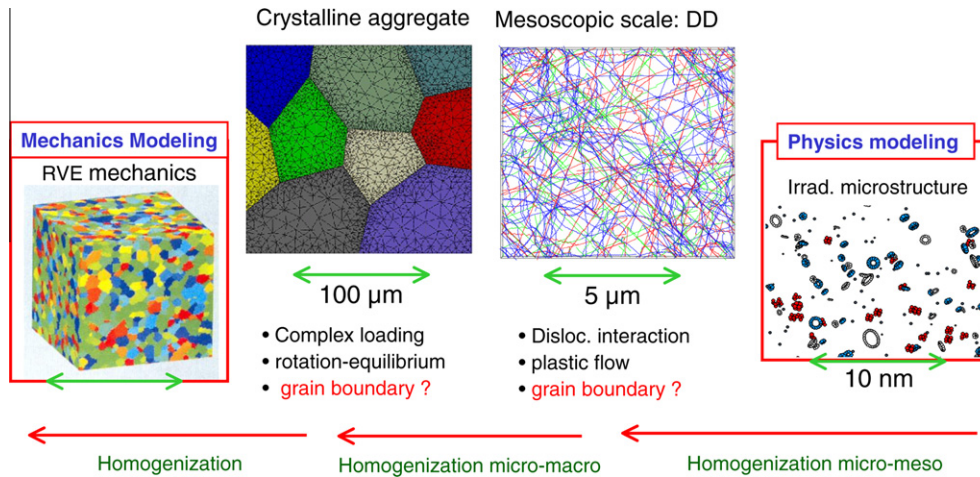 Crystalline aggregate
Mesoscopic scale: DD
Mechanics Modeling
RVE mechanics
Physics modeling
Irrad. microstructure
100 µm
5 µm
10 nm
• Complex loading
• rotation-equilibrium
• grain boundary ?
• Disloc. interaction
• plastic flow
• grain boundary ?
Homogenization
Homogenization micro-macro
Homogenization micro-meso